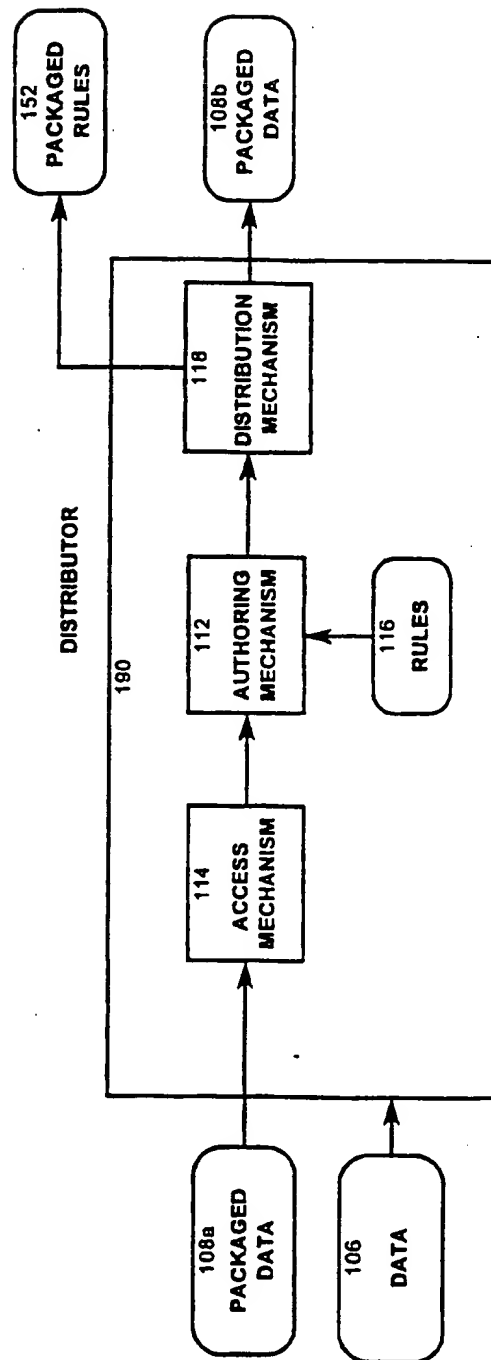 DISTRIBUTOR
190
108a
PACKAGED
DATA
106
DATA
114
ACCESS
MECHANISM
112
AUTHORING
MECHANISM
116
RULES
118
DISTRIBUTION
MECHANISM
152
PACKAGED
RULES
108b
PACKAGED
DATA